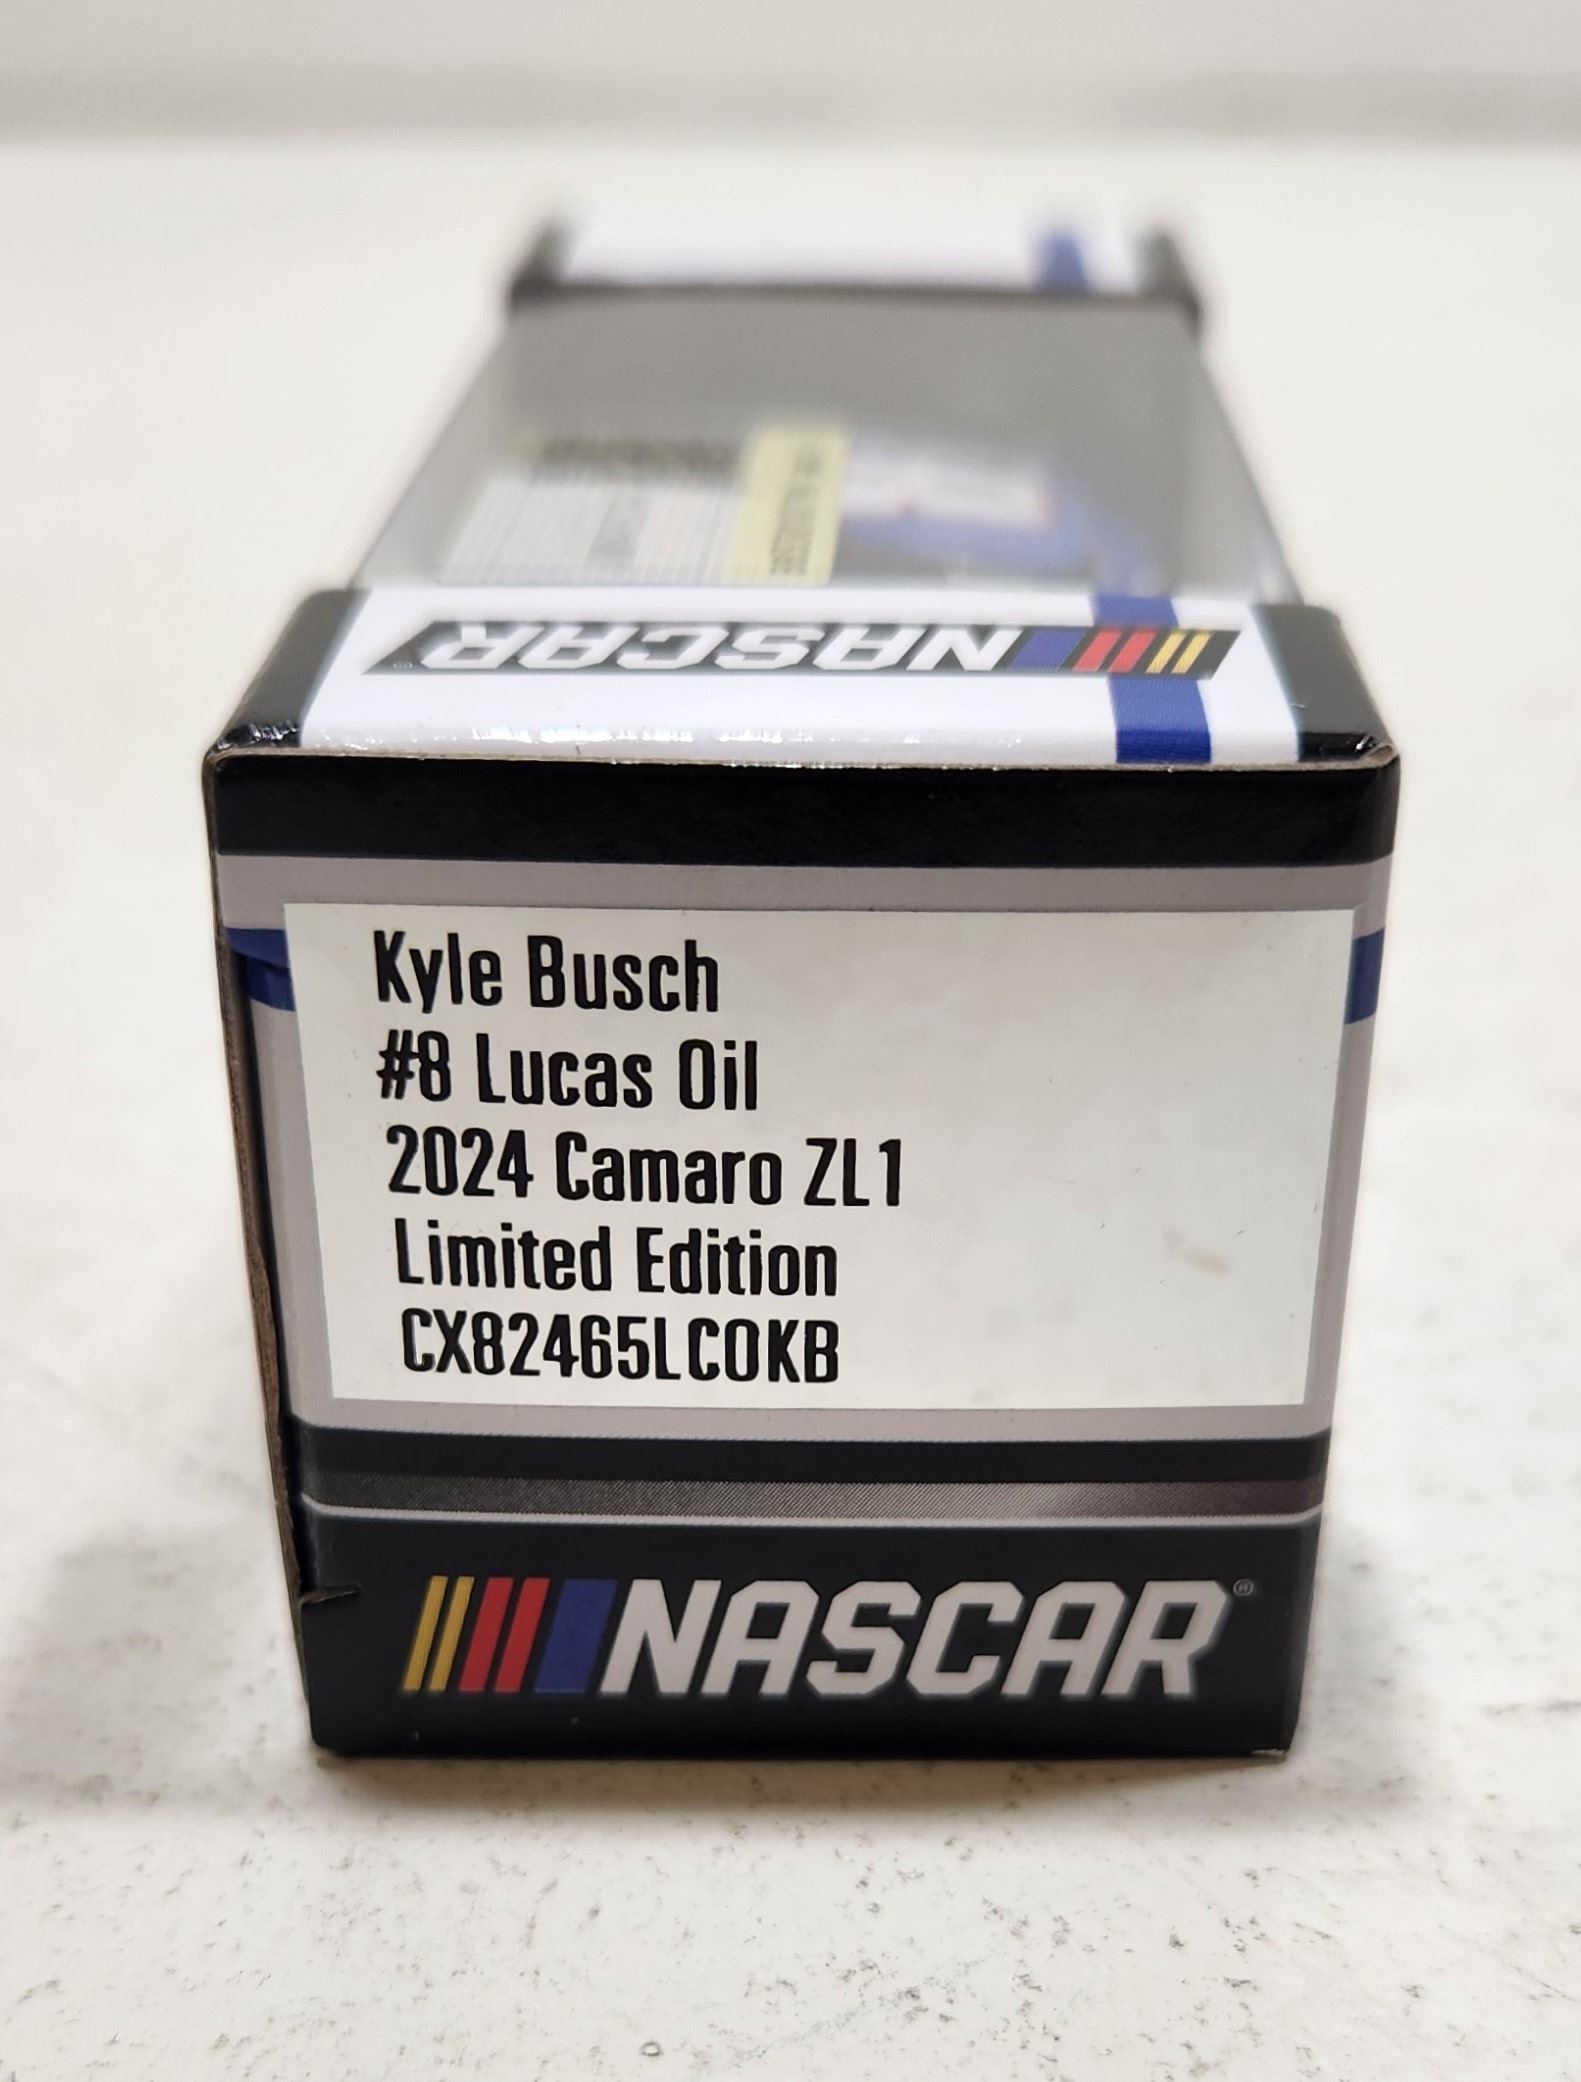 NASCAR
Kyle Busch
#8 Lucas Oil
2024 Camaro ZL1
Limited Edition
CX82465LCOKB
NASCAR®